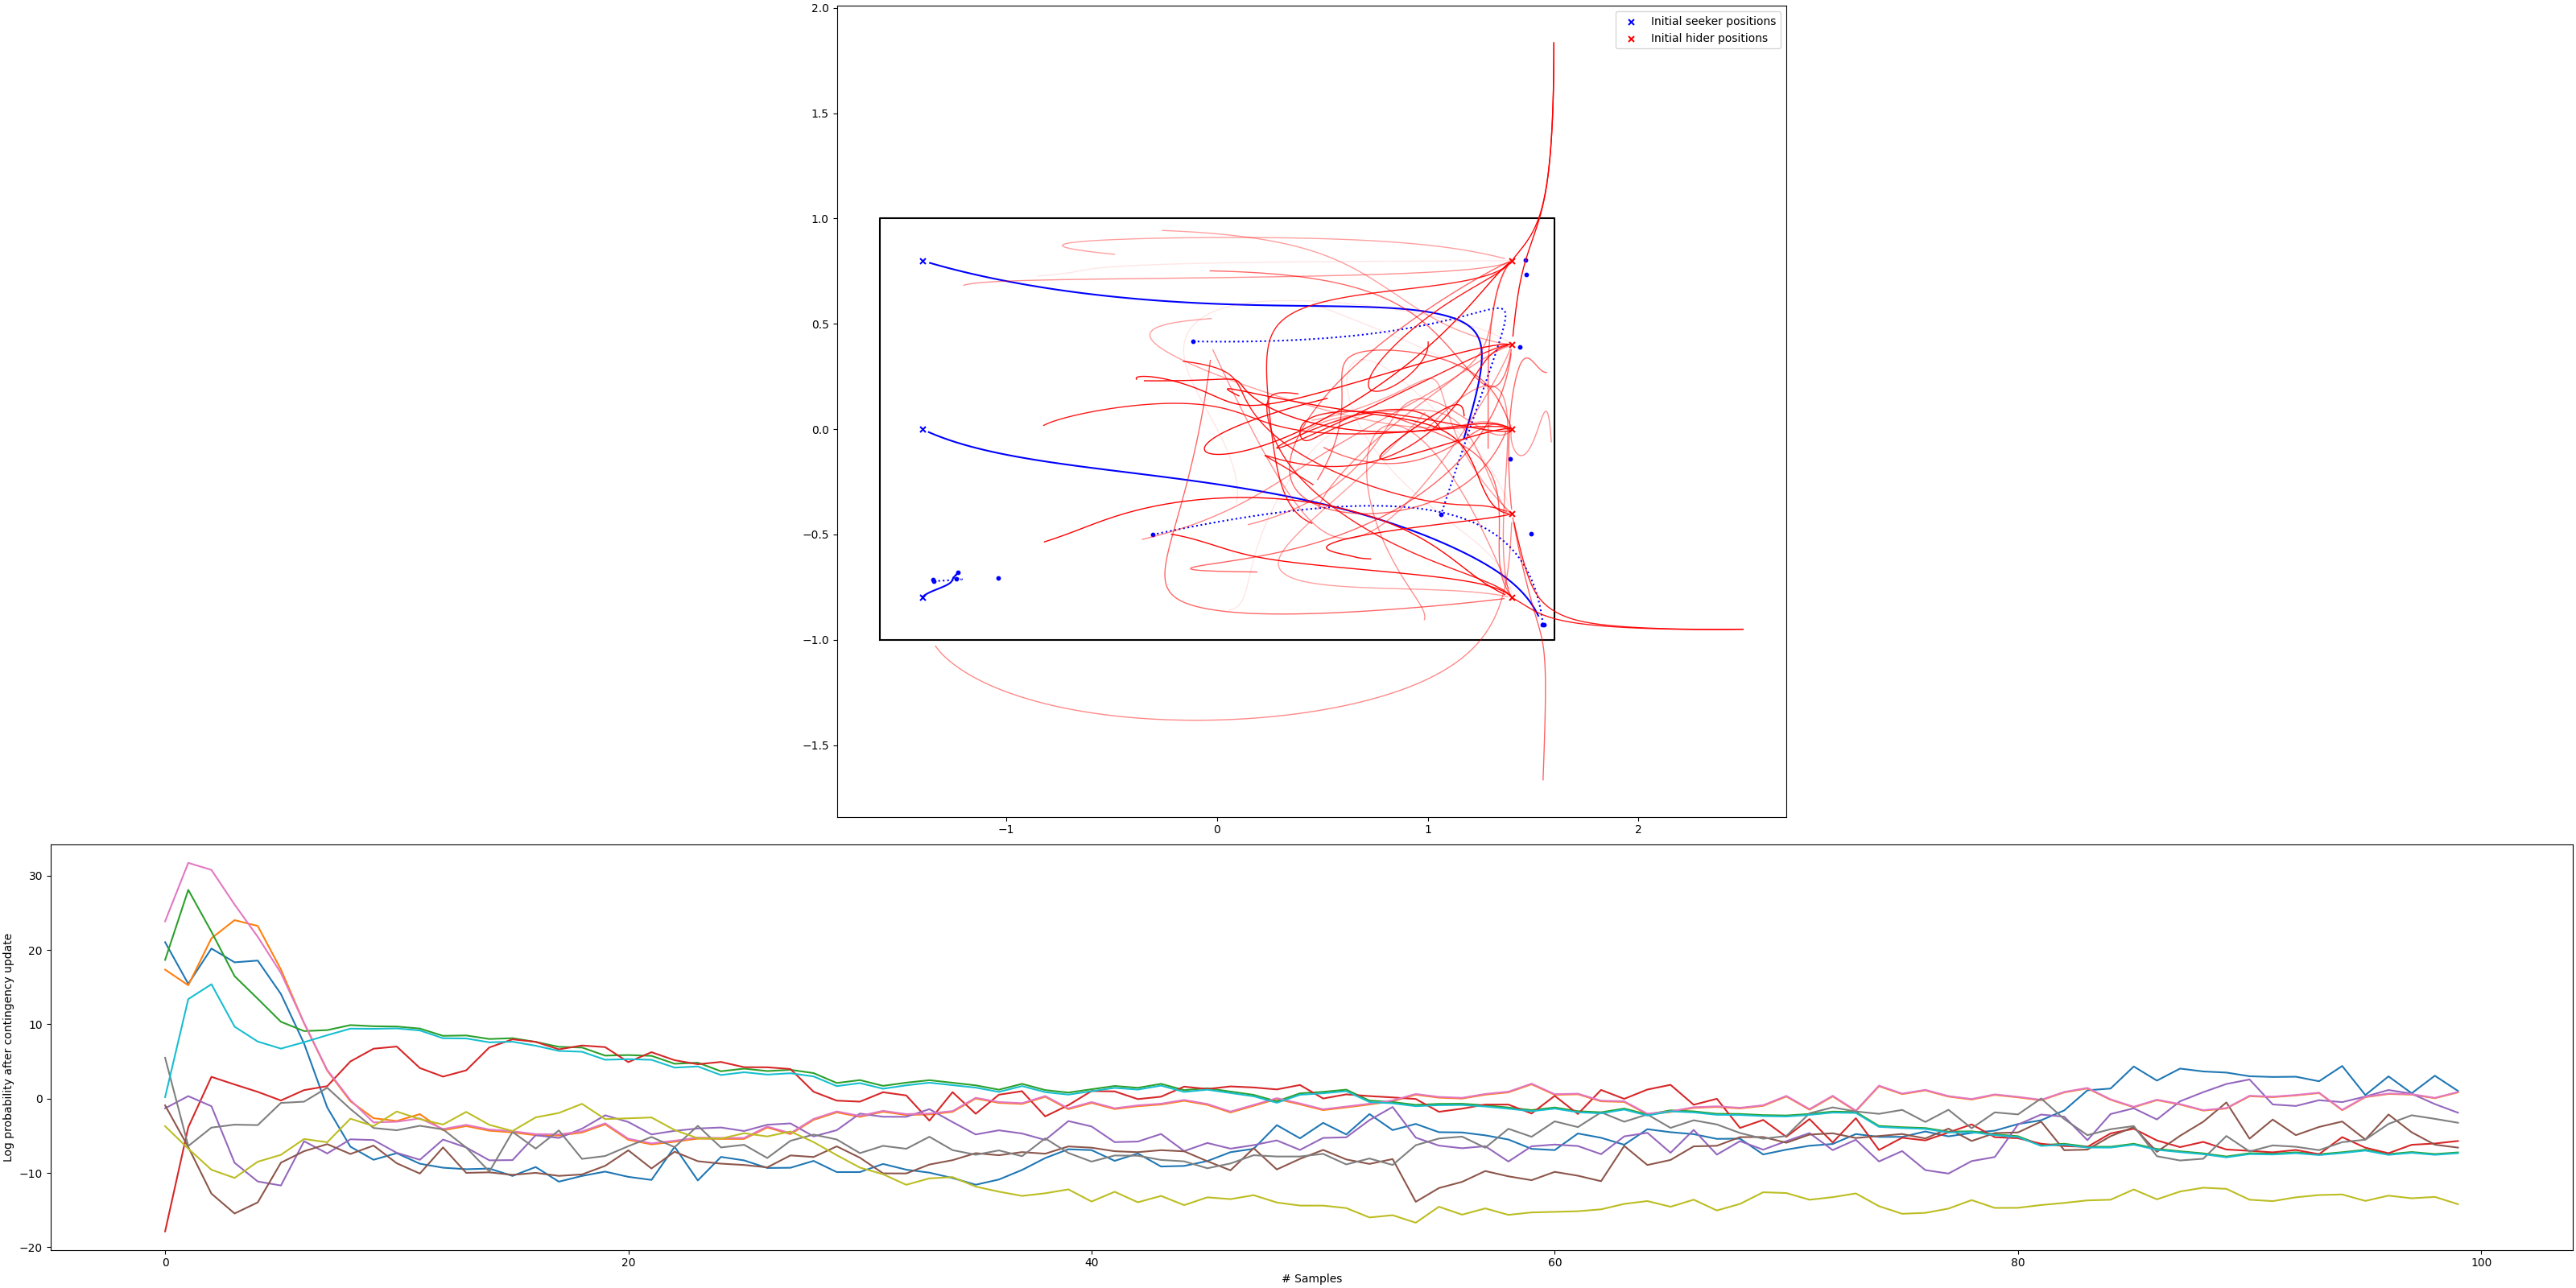 2.0
Initial seeker positions
Initial hider positions
1.5
1.0
0.5
0.0
−0.5
−1.0
−1.5
−1 0 1 2
Log probability after contingency update
30
20
10
0
−10
−20
0 20 40 60 80 100
# Samples